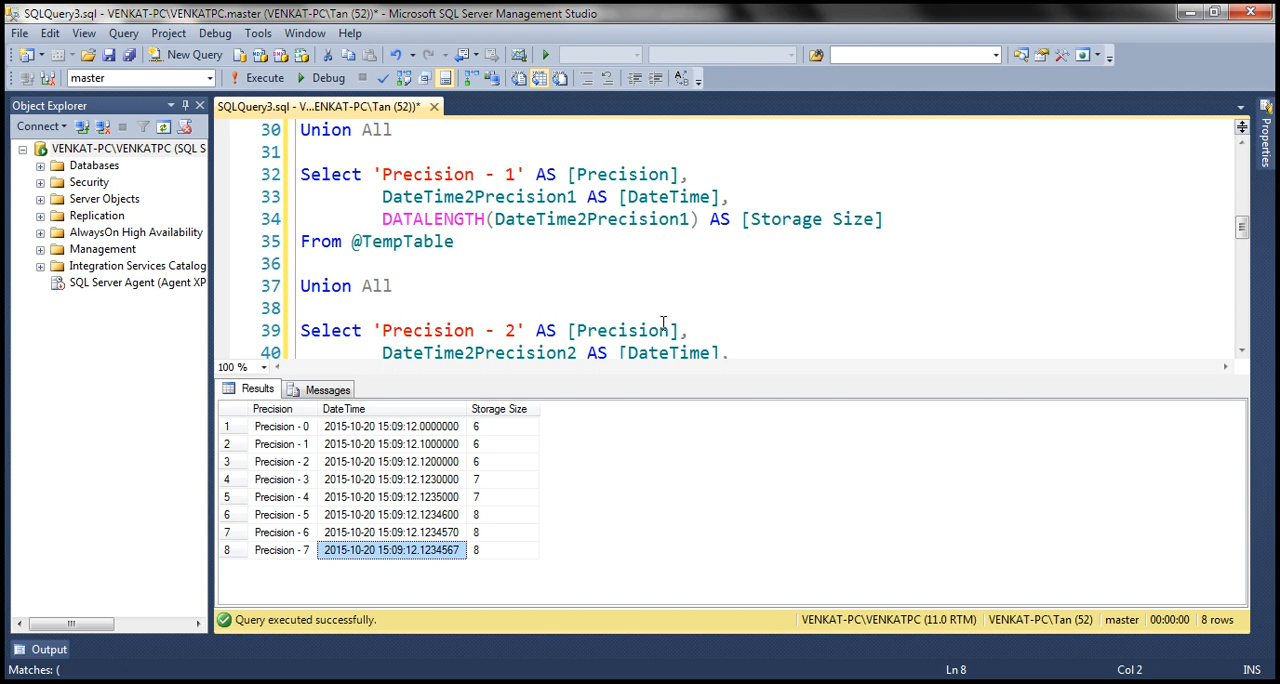 SQLQuery3.sql - VENKAT-PC\VENKATPC.master (VENKAT-PC\Tan (52))* - Microsoft SQL Server Management Studio
File Edit View Query Project Debug Tools Window Help
New Query
master Execute Debug
Object Explorer
SQLQuery3.sql - V...ENKAT-PC\Tan (52))*
Connect
VENKAT-PC\VENKATPC (SQL S
Databases
Security
Server Objects
Replication
AlwaysOn High Availability
Management
Integration Services Catalog
SQL Server Agent (Agent XP
Properties
30 Union All
31
32 Select 'Precision - 1' AS [Precision],
33 DateTime2Precision1 AS [DateTime],
34 DATALENGTH(DateTime2Precision1) AS [Storage Size]
35 From @TempTable
36
37 Union All
38
39 Select 'Precision - 2' AS [Precision],
40 DateTime2Precision2 AS [DateTime],
100 %
Results Messages
Precision DateTime Storage Size
1 Precision - 0 2015-10-20 15:09:12.0000000 6
2 Precision - 1 2015-10-20 15:09:12.1000000 6
3 Precision - 2 2015-10-20 15:09:12.1200000 6
4 Precision - 3 2015-10-20 15:09:12.1230000 7
5 Precision - 4 2015-10-20 15:09:12.1235000 7
6 Precision - 5 2015-10-20 15:09:12.1234600 8
7 Precision - 6 2015-10-20 15:09:12.1234570 8
8 Precision - 7 2015-10-20 15:09:12.1234567 8
Query executed successfully. VENKAT-PC\VENKATPC (11.0 RTM) VENKAT-PC\Tan (52) master 00:00:00 8 rows
Output
Matches: ( Ln 8 Col 2 INS